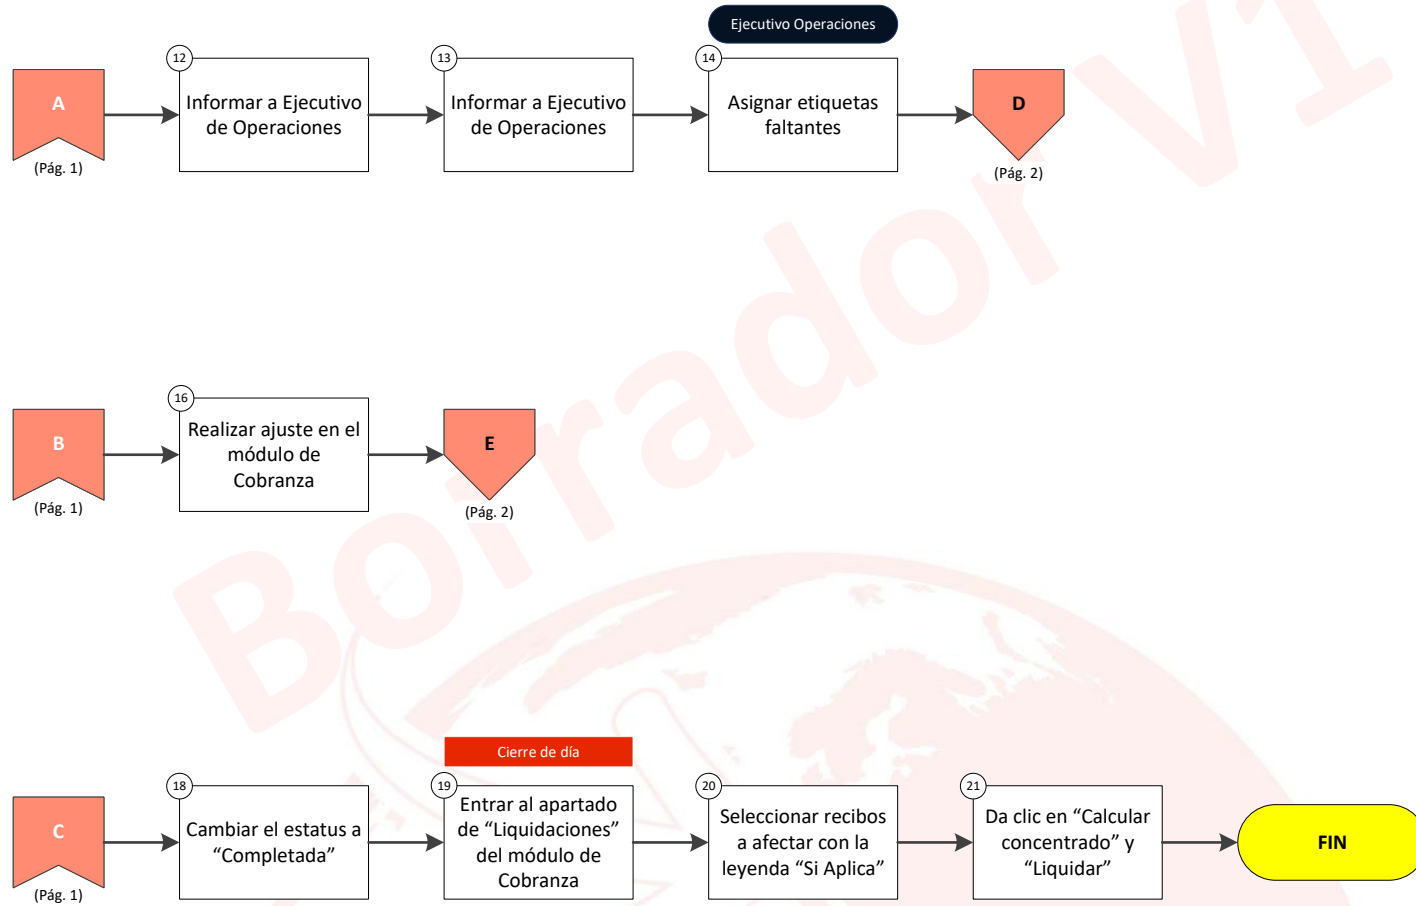 Ejecutivo Operaciones
12
13
14
A
Informar a Ejecutivo
de Operaciones
Informar a Ejecutivo
de Operaciones
Asignar etiquetas
faltantes
D
(Pág. 1)
(Pág. 2)
16
B
Realizar ajuste en el
módulo de
Cobranza
E
(Pág. 1)
(Pág. 2)
Cierre de día
18
19
20
21
C
Cambiar el estatus a
“Completada”
Entrar al apartado
de “Liquidaciones”
del módulo de
Cobranza
Seleccionar recibos
a afectar con la
leyenda “Si Aplica”
Da clic en “Calcular
concentrado” y
“Liquidar”
FIN
(Pág. 1)
Borrador V1